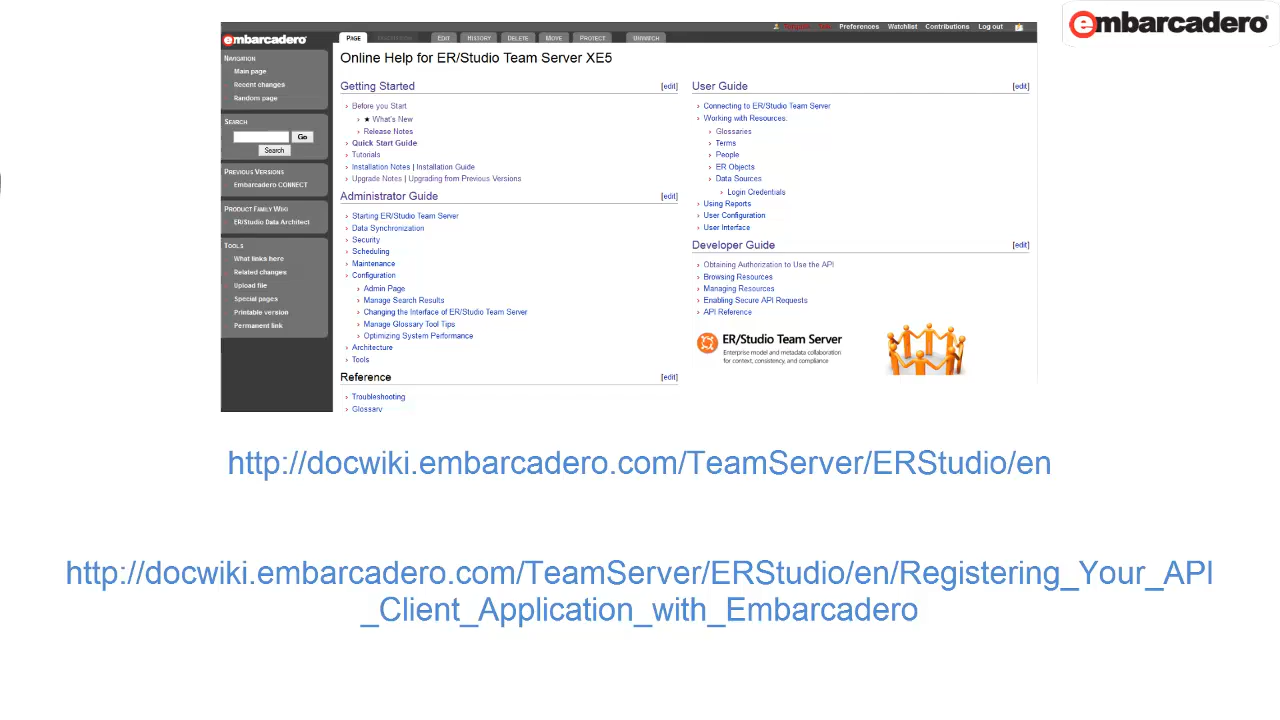 Preferences Watchlist Contributions Log out
embarcadero
embarcadero
PAGE EDIT HISTORY DELETE MOVE PROTECT UNWATCH
Online Help for ER/Studio Team Server XE5
NAVIGATION
Main page
Recent changes
Random page
SEARCH
Go
Search
PREVIOUS VERSIONS
Embarcadero CONNECT
PRODUCT FAMILY WIKI
ER/Studio Data Architect
TOOLS
What links here
Related changes
Upload file
Special pages
Printable version
Permanent link
Getting Started [edit]
Before you Start
★ What's New
Release Notes
Quick Start Guide
Tutorials
Installation Notes | Installation Guide
Upgrade Notes | Upgrading from Previous Versions
Administrator Guide [edit]
Starting ER/Studio Team Server
Data Synchronization
Security
Scheduling
Maintenance
Configuration
Admin Page
Manage Search Results
Changing the Interface of ER/Studio Team Server
Manage Glossary Tool Tips
Optimizing System Performance
Architecture
Tools
Reference [edit]
Troubleshooting
Glossary
User Guide [edit]
Connecting to ER/Studio Team Server
Working with Resources.
Glossaries
Terms
People
ER Objects
Data Sources
Login Credentials
Using Reports
User Configuration
User Interface
Developer Guide [edit]
Obtaining Authorization to Use the API
Browsing Resources
Managing Resources
Enabling Secure API Requests
API Reference
ER/Studio Team Server
Enterprise model and metadata collaboration
for context, consistency, and compliance
http://docwiki.embarcadero.com/TeamServer/ERStudio/en
http://docwiki.embarcadero.com/TeamServer/ERStudio/en/Registering_Your_API
_Client_Application_with_Embarcadero